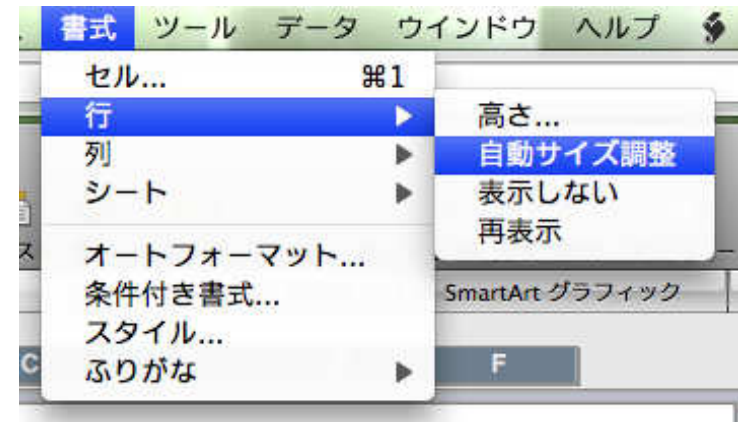 書式 ツール データ ウインドウ ヘルプ
セル... ⌘1
行
列
シート
オートフォーマット...
条件付き書式...
スタイル...
ふりがな
高さ...
自動サイズ調整
表示しない
再表示
ス
SmartArt グラフィック
C F